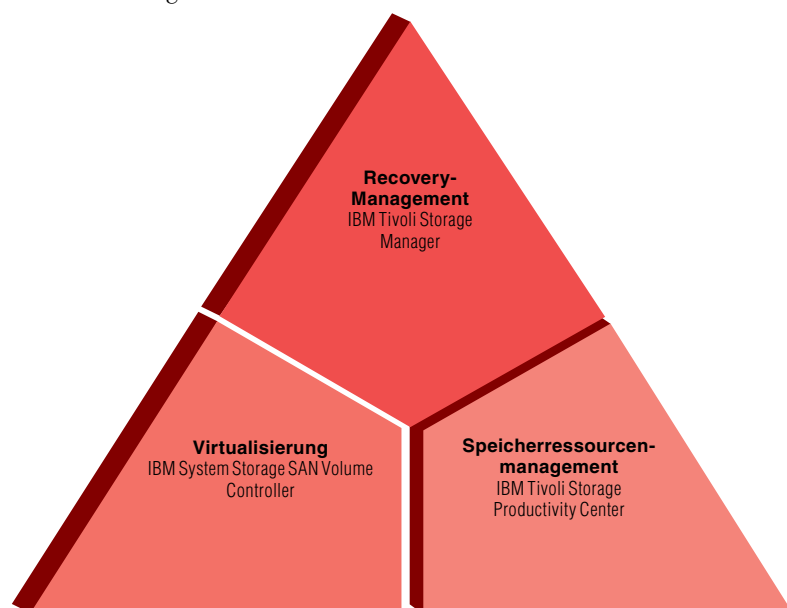 Recovery-
Management
IBM Tivoli Storage
Manager
Virtualisierung
IBM System Storage SAN Volume
Controller
Speicherressourcen-
management
IBM Tivoli Storage
Productivity Center